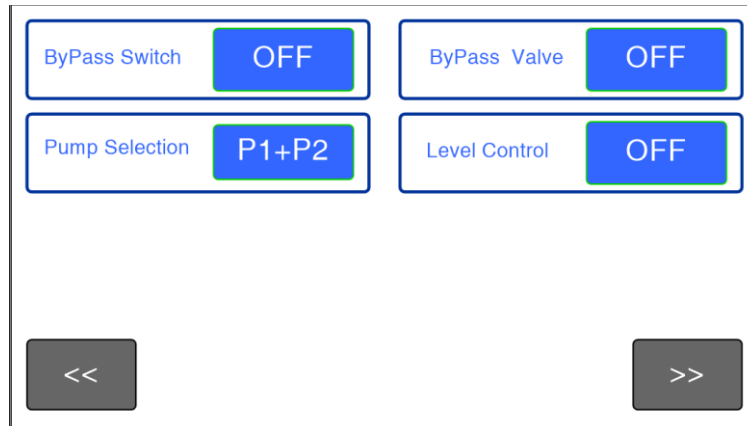 ByPass Switch OFF ByPass Valve OFF
Pump Selection P1+P2 Level Control OFF
<< >>